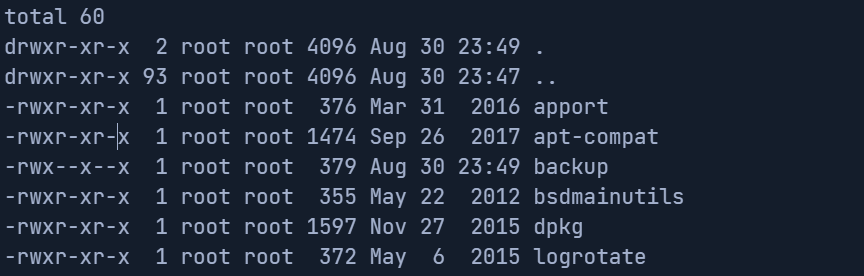 total 60
drwxr-xr-x  2 root root 4096 Aug 30 23:49 .
drwxr-xr-x 93 root root 4096 Aug 30 23:47 ..
-rwxr-xr-x  1 root root  376 Mar 31  2016 apport
-rwxr-xr-x  1 root root 1474 Sep 26  2017 apt-compat
-rwx--x--x  1 root root  379 Aug 30 23:49 backup
-rwxr-xr-x  1 root root  355 May 22  2012 bsdmainutils
-rwxr-xr-x  1 root root 1597 Nov 27  2015 dpkg
-rwxr-xr-x  1 root root  372 May  6  2015 logrotate